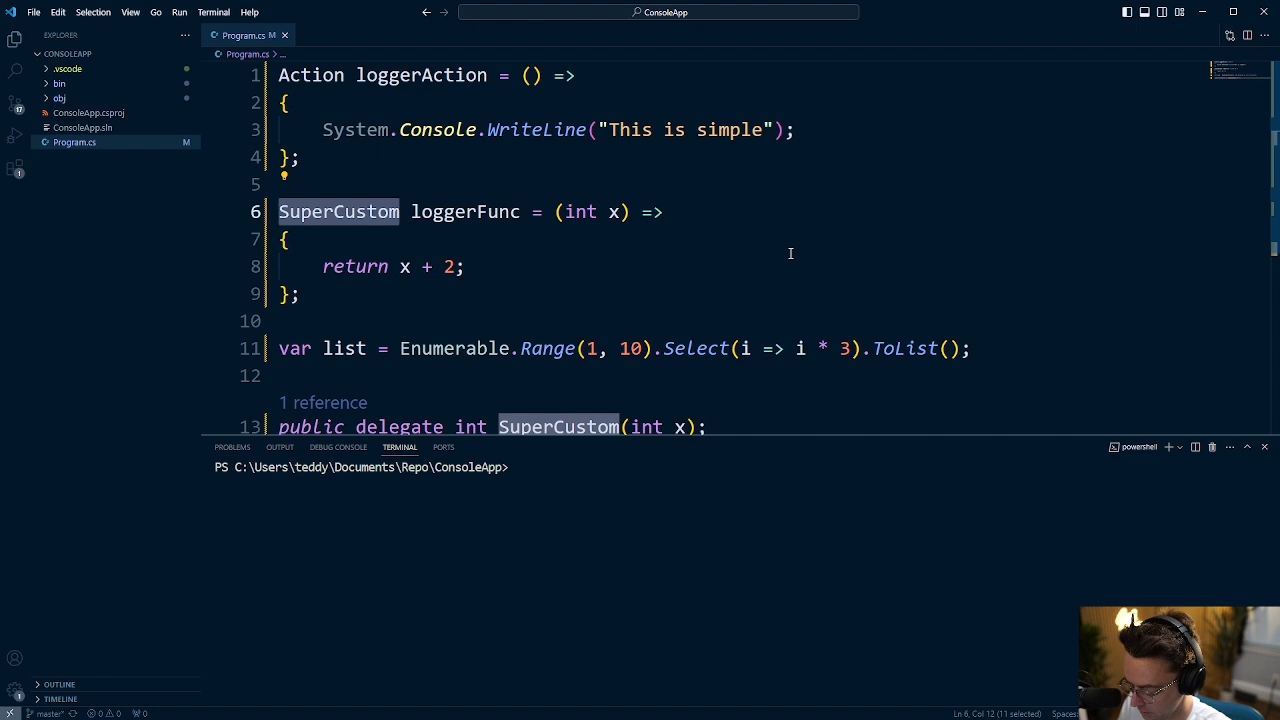 File Edit Selection View Go Run Terminal Help
ConsoleApp
EXPLORER
Program.cs M
CONSOLEAPP
Program.cs > ...
.vscode
bin
obj
ConsoleApp.csproj
ConsoleApp.sln
Program.cs M
1 Action loggerAction = () =>
2 {
3 System.Console.WriteLine("This is simple");
4 };
5
6 SuperCustom loggerFunc = (int x) =>
7 {
8 return x + 2;
9 };
10
11 var list = Enumerable.Range(1, 10).Select(i => i * 3).ToList();
12
1 reference
13 public delegate int SuperCustom(int x);
PROBLEMS OUTPUT DEBUG CONSOLE TERMINAL PORTS
powershell
PS C:\Users\teddy\Documents\Repo\ConsoleApp>
17
1
1
OUTLINE
TIMELINE
master* 0 0 0
Ln 6, Col 12 (11 selected) Spaces